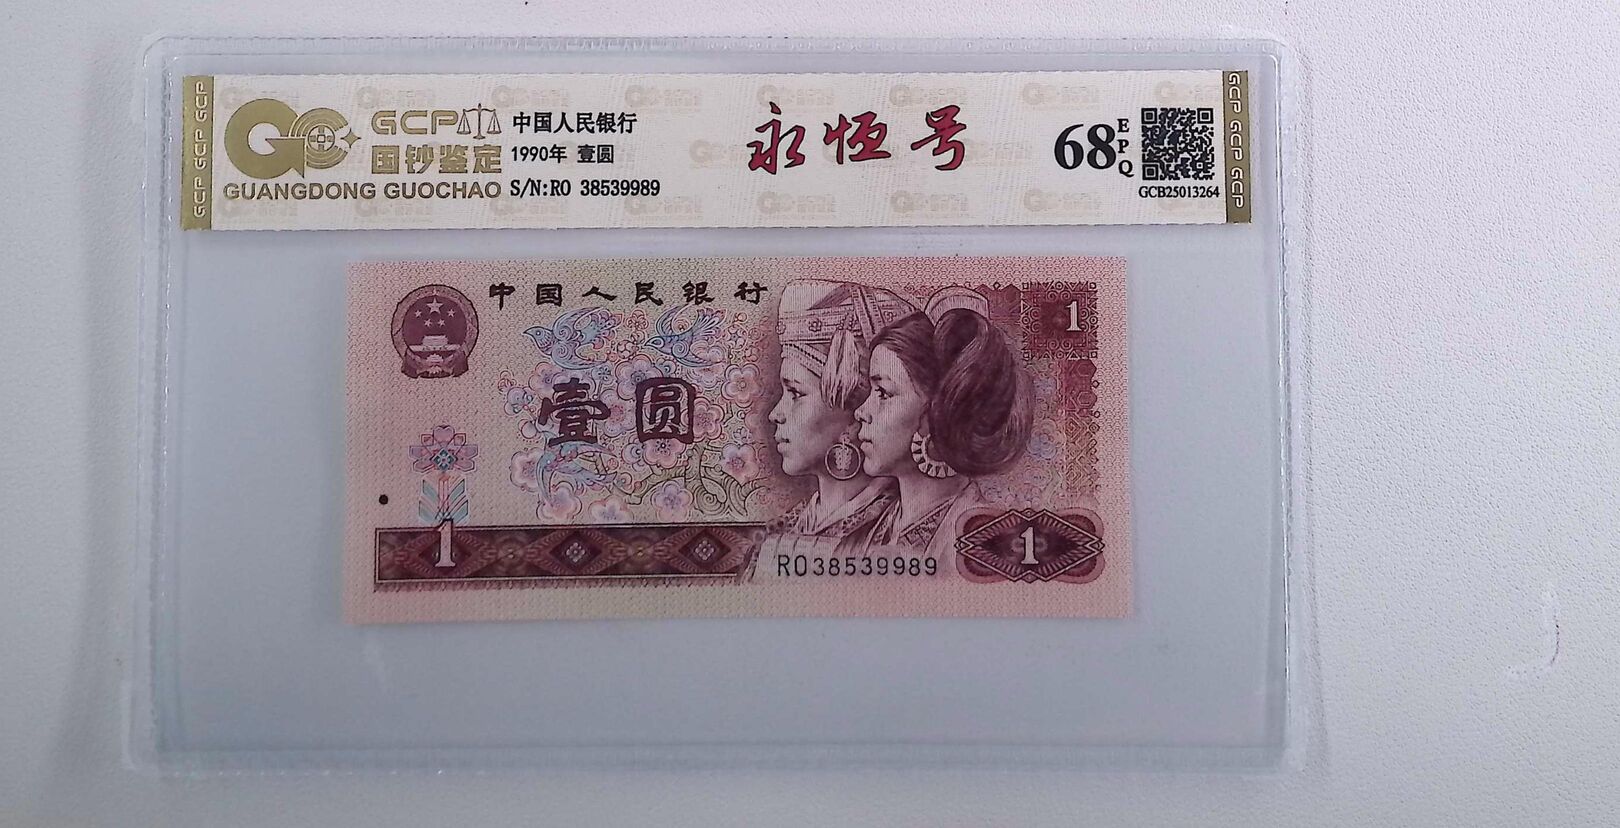 GCP GCP GCP
GCP
国钞鉴定
GUANGDONG GUOCHAO
中国人民银行
1990年 壹圆
S/N:RO 38539989
永恒号
68 EPQ
GCB25013264
GCP GCP GCP
中国人民银行
壹圆
1
1
1
RO38539989